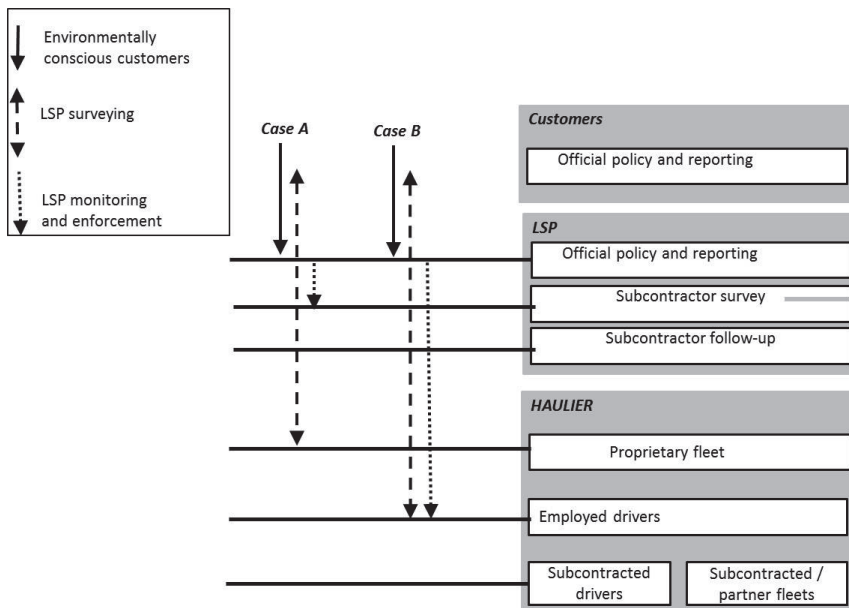 Environmentally
conscious customers
LSP surveying
LSP monitoring
and enforcement
Case A
Case B
Customers
Official policy and reporting
LSP
Official policy and reporting
Subcontractor survey
Subcontractor follow-up
HAULIER
Proprietary fleet
Employed drivers
Subcontracted
drivers
Subcontracted /
partner fleets